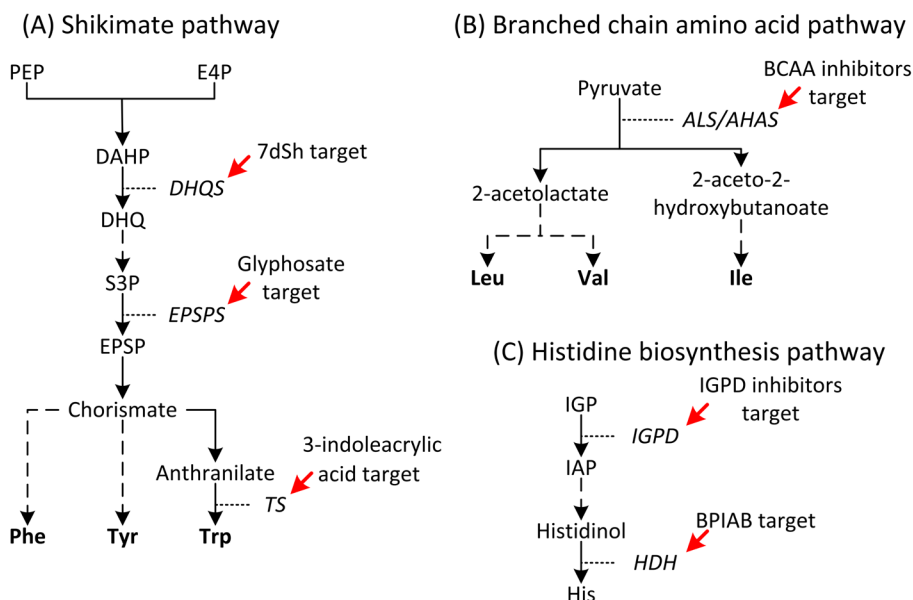 (A) Shikimate pathway
PEP
E4P
DAHP
7dSh target
DHQS
DHQ
S3P
Glyphosate
target
EPSPS
EPSP
Chorismate
3-indoleacrylic
acid target
Anthranilate
TS
Phe
Tyr
Trp
(B) Branched chain amino acid pathway
BCAA inhibitors
target
Pyruvate
ALS/AHAS
2-acetolactate
2-aceto-2-
hydroxybutanoate
Leu
Val
Ile
(C) Histidine biosynthesis pathway
IGPD inhibitors
target
IGP
IGPD
IAP
Histidinol
BPIAB target
HDH
His